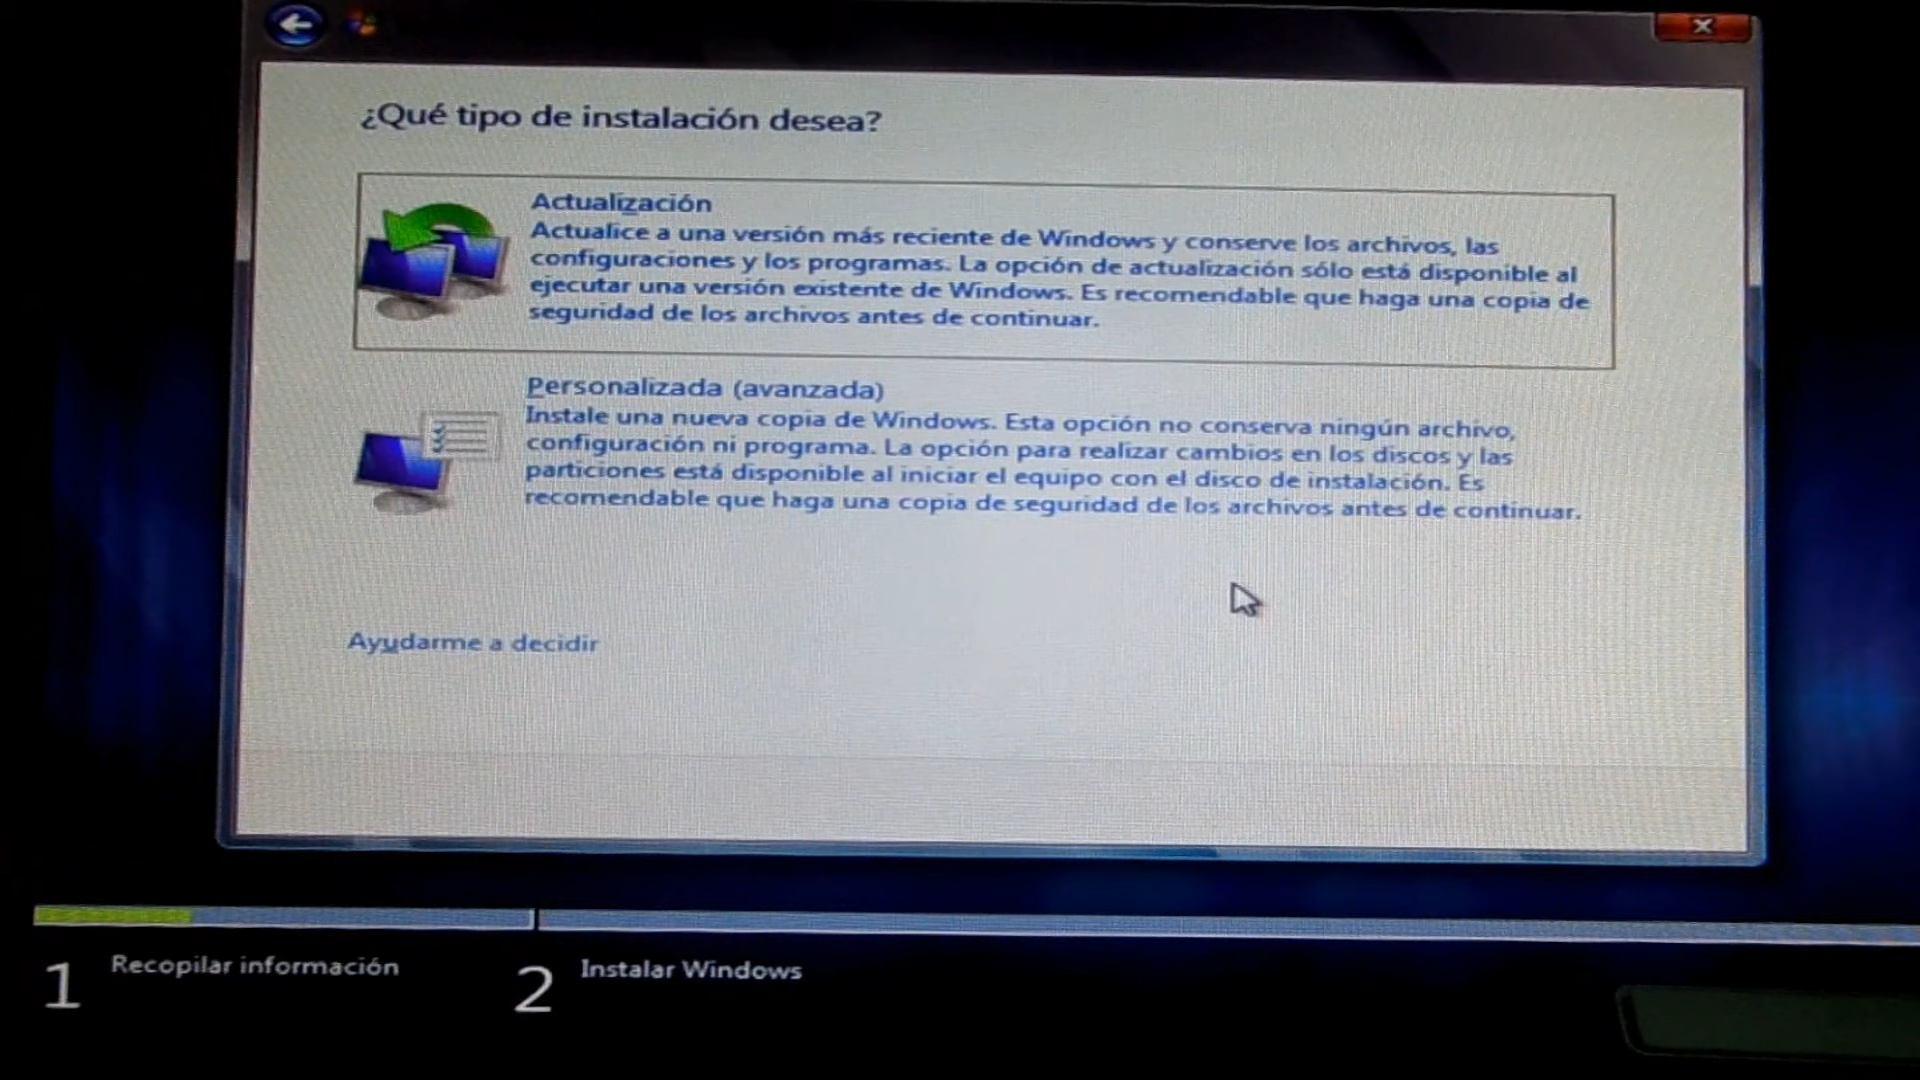 ¿Qué tipo de instalación desea?
Actualización
Actualice a una versión más reciente de Windows y conserve los archivos, las
configuraciones y los programas. La opción de actualización sólo está disponible al
ejecutar una versión existente de Windows. Es recomendable que haga una copia de
seguridad de los archivos antes de continuar.
Personalizada (avanzada)
Instale una nueva copia de Windows. Esta opción no conserva ningún archivo,
configuración ni programa. La opción para realizar cambios en los discos y las
particiones está disponible al iniciar el equipo con el disco de instalación. Es
recomendable que haga una copia de seguridad de los archivos antes de continuar.
Ayudarme a decidir
1 Recopilar información
2 Instalar Windows